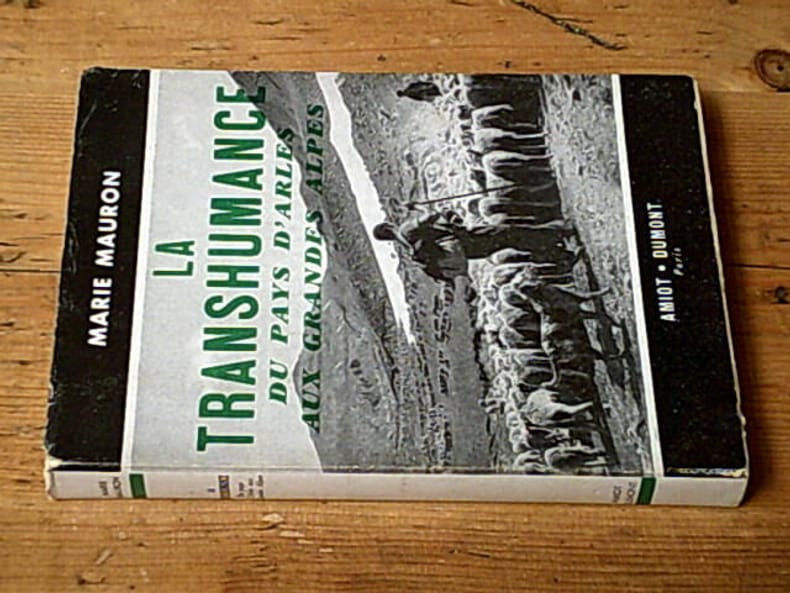 MARIE MAURON
LA
TRANSHUMANCE
DU PAYS D'ARLES
AUX GRANDES ALPES
AMIOT • DUMONT
Paris